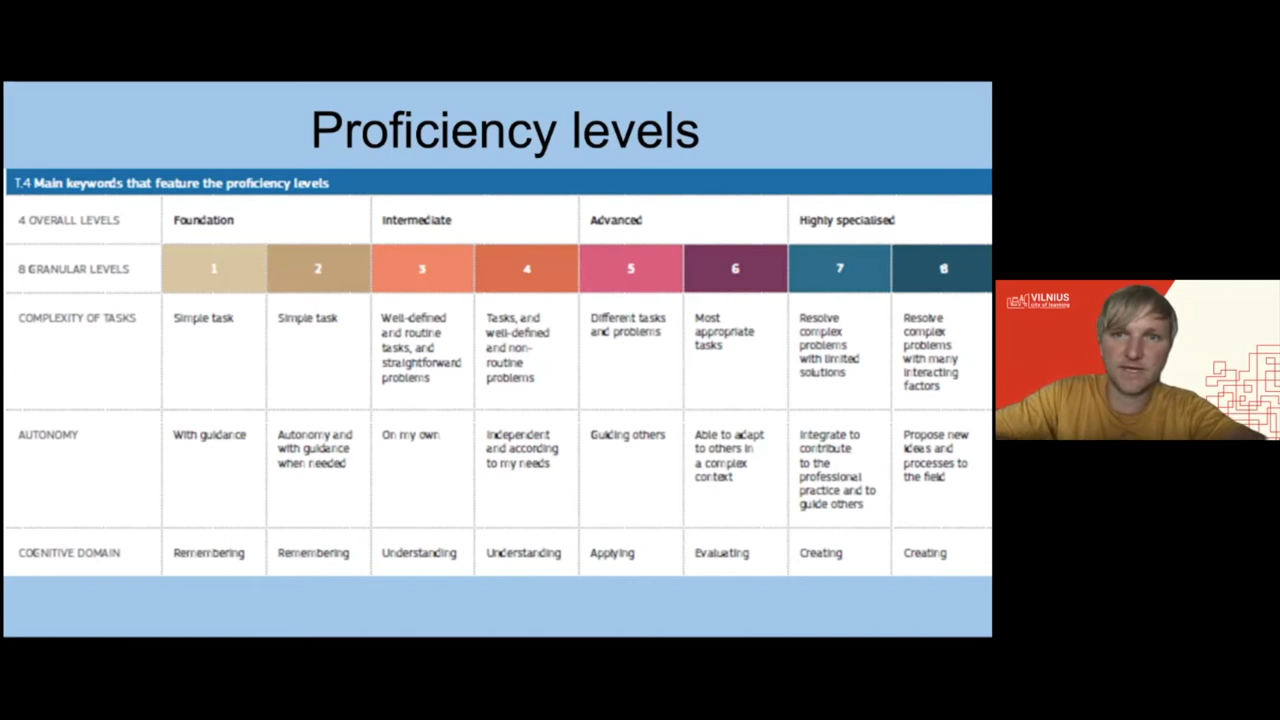 Proficiency levels
T.4 Main keywords that feature the proficiency levels
4 OVERALL LEVELS
Foundation
Intermediate
Advanced
Highly specialised
8 GRANULAR LEVELS
1
2
3
4
5
6
7
8
COMPLEXITY OF TASKS
Simple task
Simple task
Well-defined
and routine
tasks, and
straightforward
problems
Tasks, and
well-defined
and non-
routine
problems
Different tasks
and problems
Most
appropriate
tasks
Resolve
complex
problems
with limited
solutions
Resolve
complex
problems
with many
interacting
factors
AUTONOMY
With guidance
Autonomy and
with guidance
when needed
On my own
Independent
and according
to my needs
Guiding others
Able to adapt
to others in
a complex
context
Integrate to
contribute
to the
professional
practice and to
guide others
Propose new
ideas and
processes to
the field
COGNITIVE DOMAIN
Remembering
Remembering
Understanding
Understanding
Applying
Evaluating
Creating
Creating
VILNIUS
city of learning